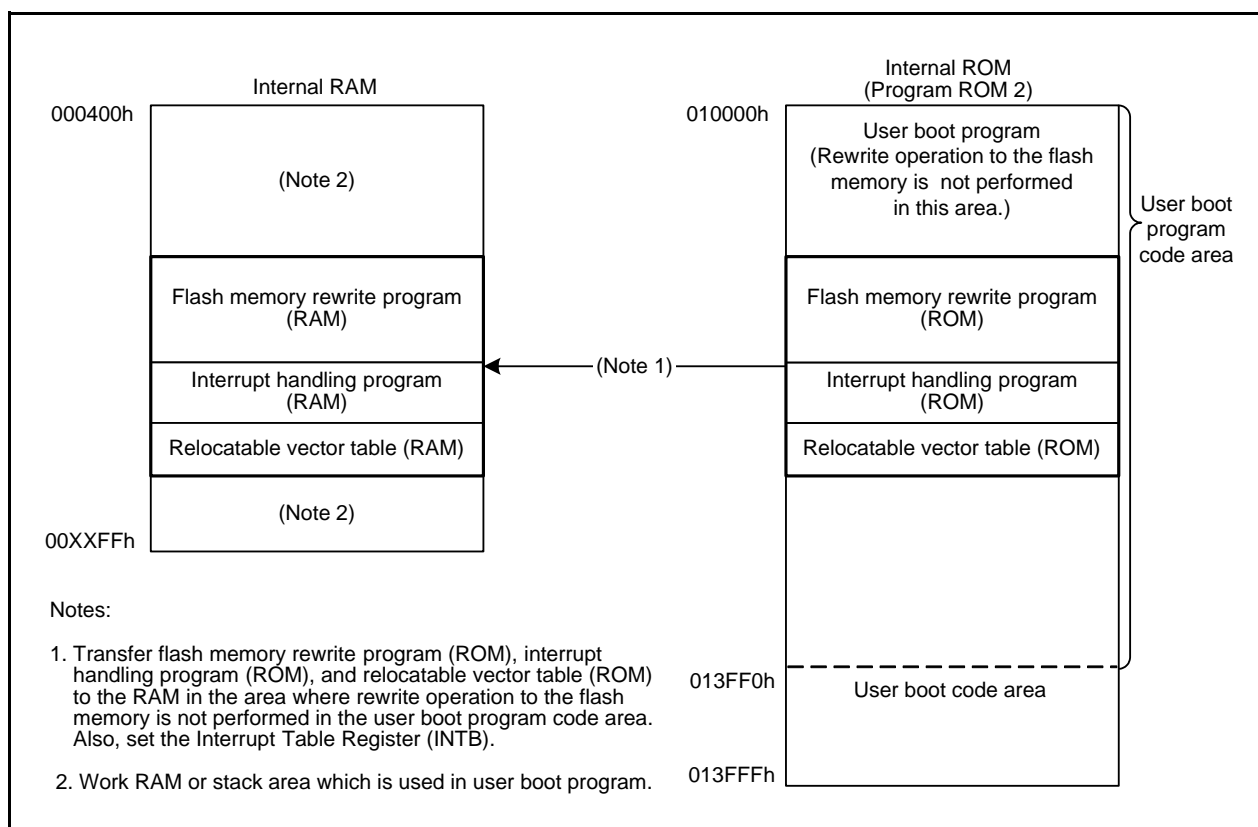 Internal RAM
000400h
(Note 2)
Flash memory rewrite program
(RAM)
Interrupt handling program
(RAM)
Relocatable vector table (RAM)
(Note 2)
00XXFFh
(Note 1)
Internal ROM
(Program ROM 2)
010000h
User boot program
(Rewrite operation to the flash
memory is not performed
in this area.)
Flash memory rewrite program
(ROM)
Interrupt handling program
(ROM)
Relocatable vector table (ROM)
User boot
program
code area
013FF0h
User boot code area
013FFFh
Notes:
1. Transfer flash memory rewrite program (ROM), interrupt
handling program (ROM), and relocatable vector table (ROM)
to the RAM in the area where rewrite operation to the flash
memory is not performed in the user boot program code area.
Also, set the Interrupt Table Register (INTB).
2. Work RAM or stack area which is used in user boot program.